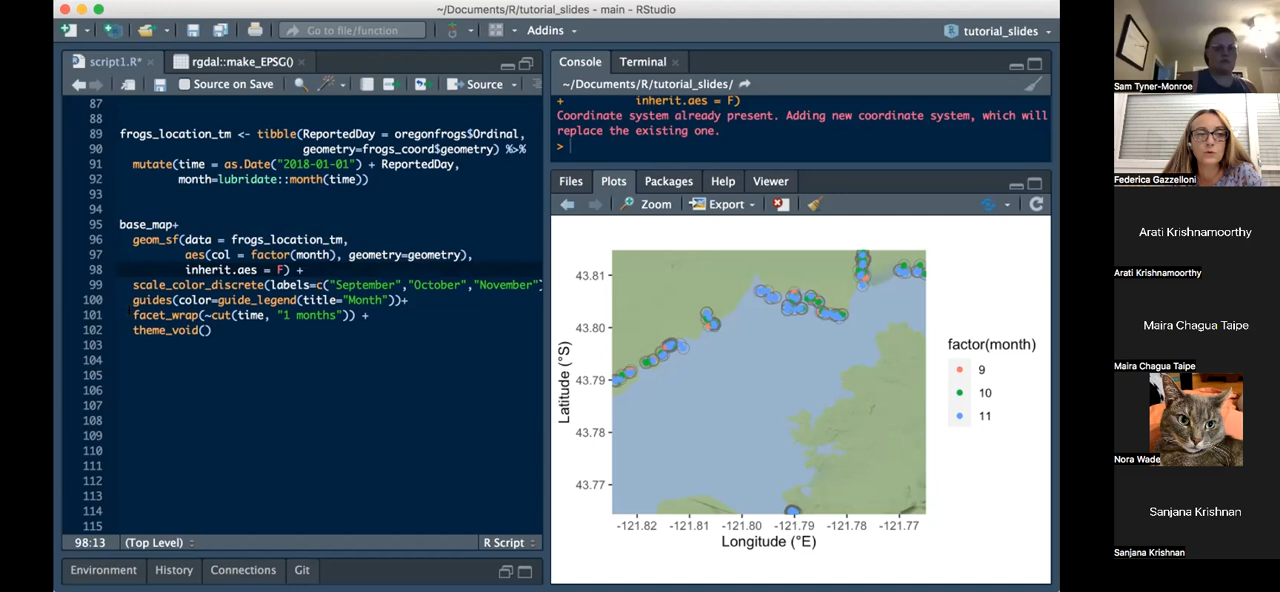 ~/Documents/R/tutorial_slides - main - RStudio
Go to file/function
Addins
tutorial_slides
script1.R*
rgdal::make_EPSG()
Source on Save
Source
87
88
89 frogs_location_tm <- tibble(ReportedDay = oregonfrogs$Ordinal,
90 geometry=frogs_coord$geometry) %>%
91 mutate(time = as.Date("2018-01-01") + ReportedDay,
92 month=lubridate::month(time))
93
94
95 base_map+
96 geom_sf(data = frogs_location_tm,
97 aes(col = factor(month), geometry=geometry),
98 inherit.aes = F) +
99 scale_color_discrete(labels=c("September","October","November")
100 guides(color=guide_legend(title="Month"))+
101 facet_wrap(~cut(time, "1 months")) +
102 theme_void()
103
104
105
106
107
108
109
110
111
112
113
114
115
98:13 (Top Level) R Script
Environment History Connections Git
Console Terminal
~/Documents/R/tutorial_slides/
+ inherit.aes = F)
Coordinate system already present. Adding new coordinate system, which will
replace the existing one.
>
Files Plots Packages Help Viewer
Zoom Export
43.81
43.80
43.79
43.78
43.77
Latitude (°S)
-121.82 -121.81 -121.80 -121.79 -121.78 -121.77
Longitude (°E)
factor(month)
9
10
11
Sam Tyner-Monroe
Federica Gazzelloni
Arati Krishnamoorthy
Arati Krishnamoorthy
Maira Chagua Taipe
Maira Chagua Taipe
Nora Wade
Sanjana Krishnan
Sanjana Krishnan